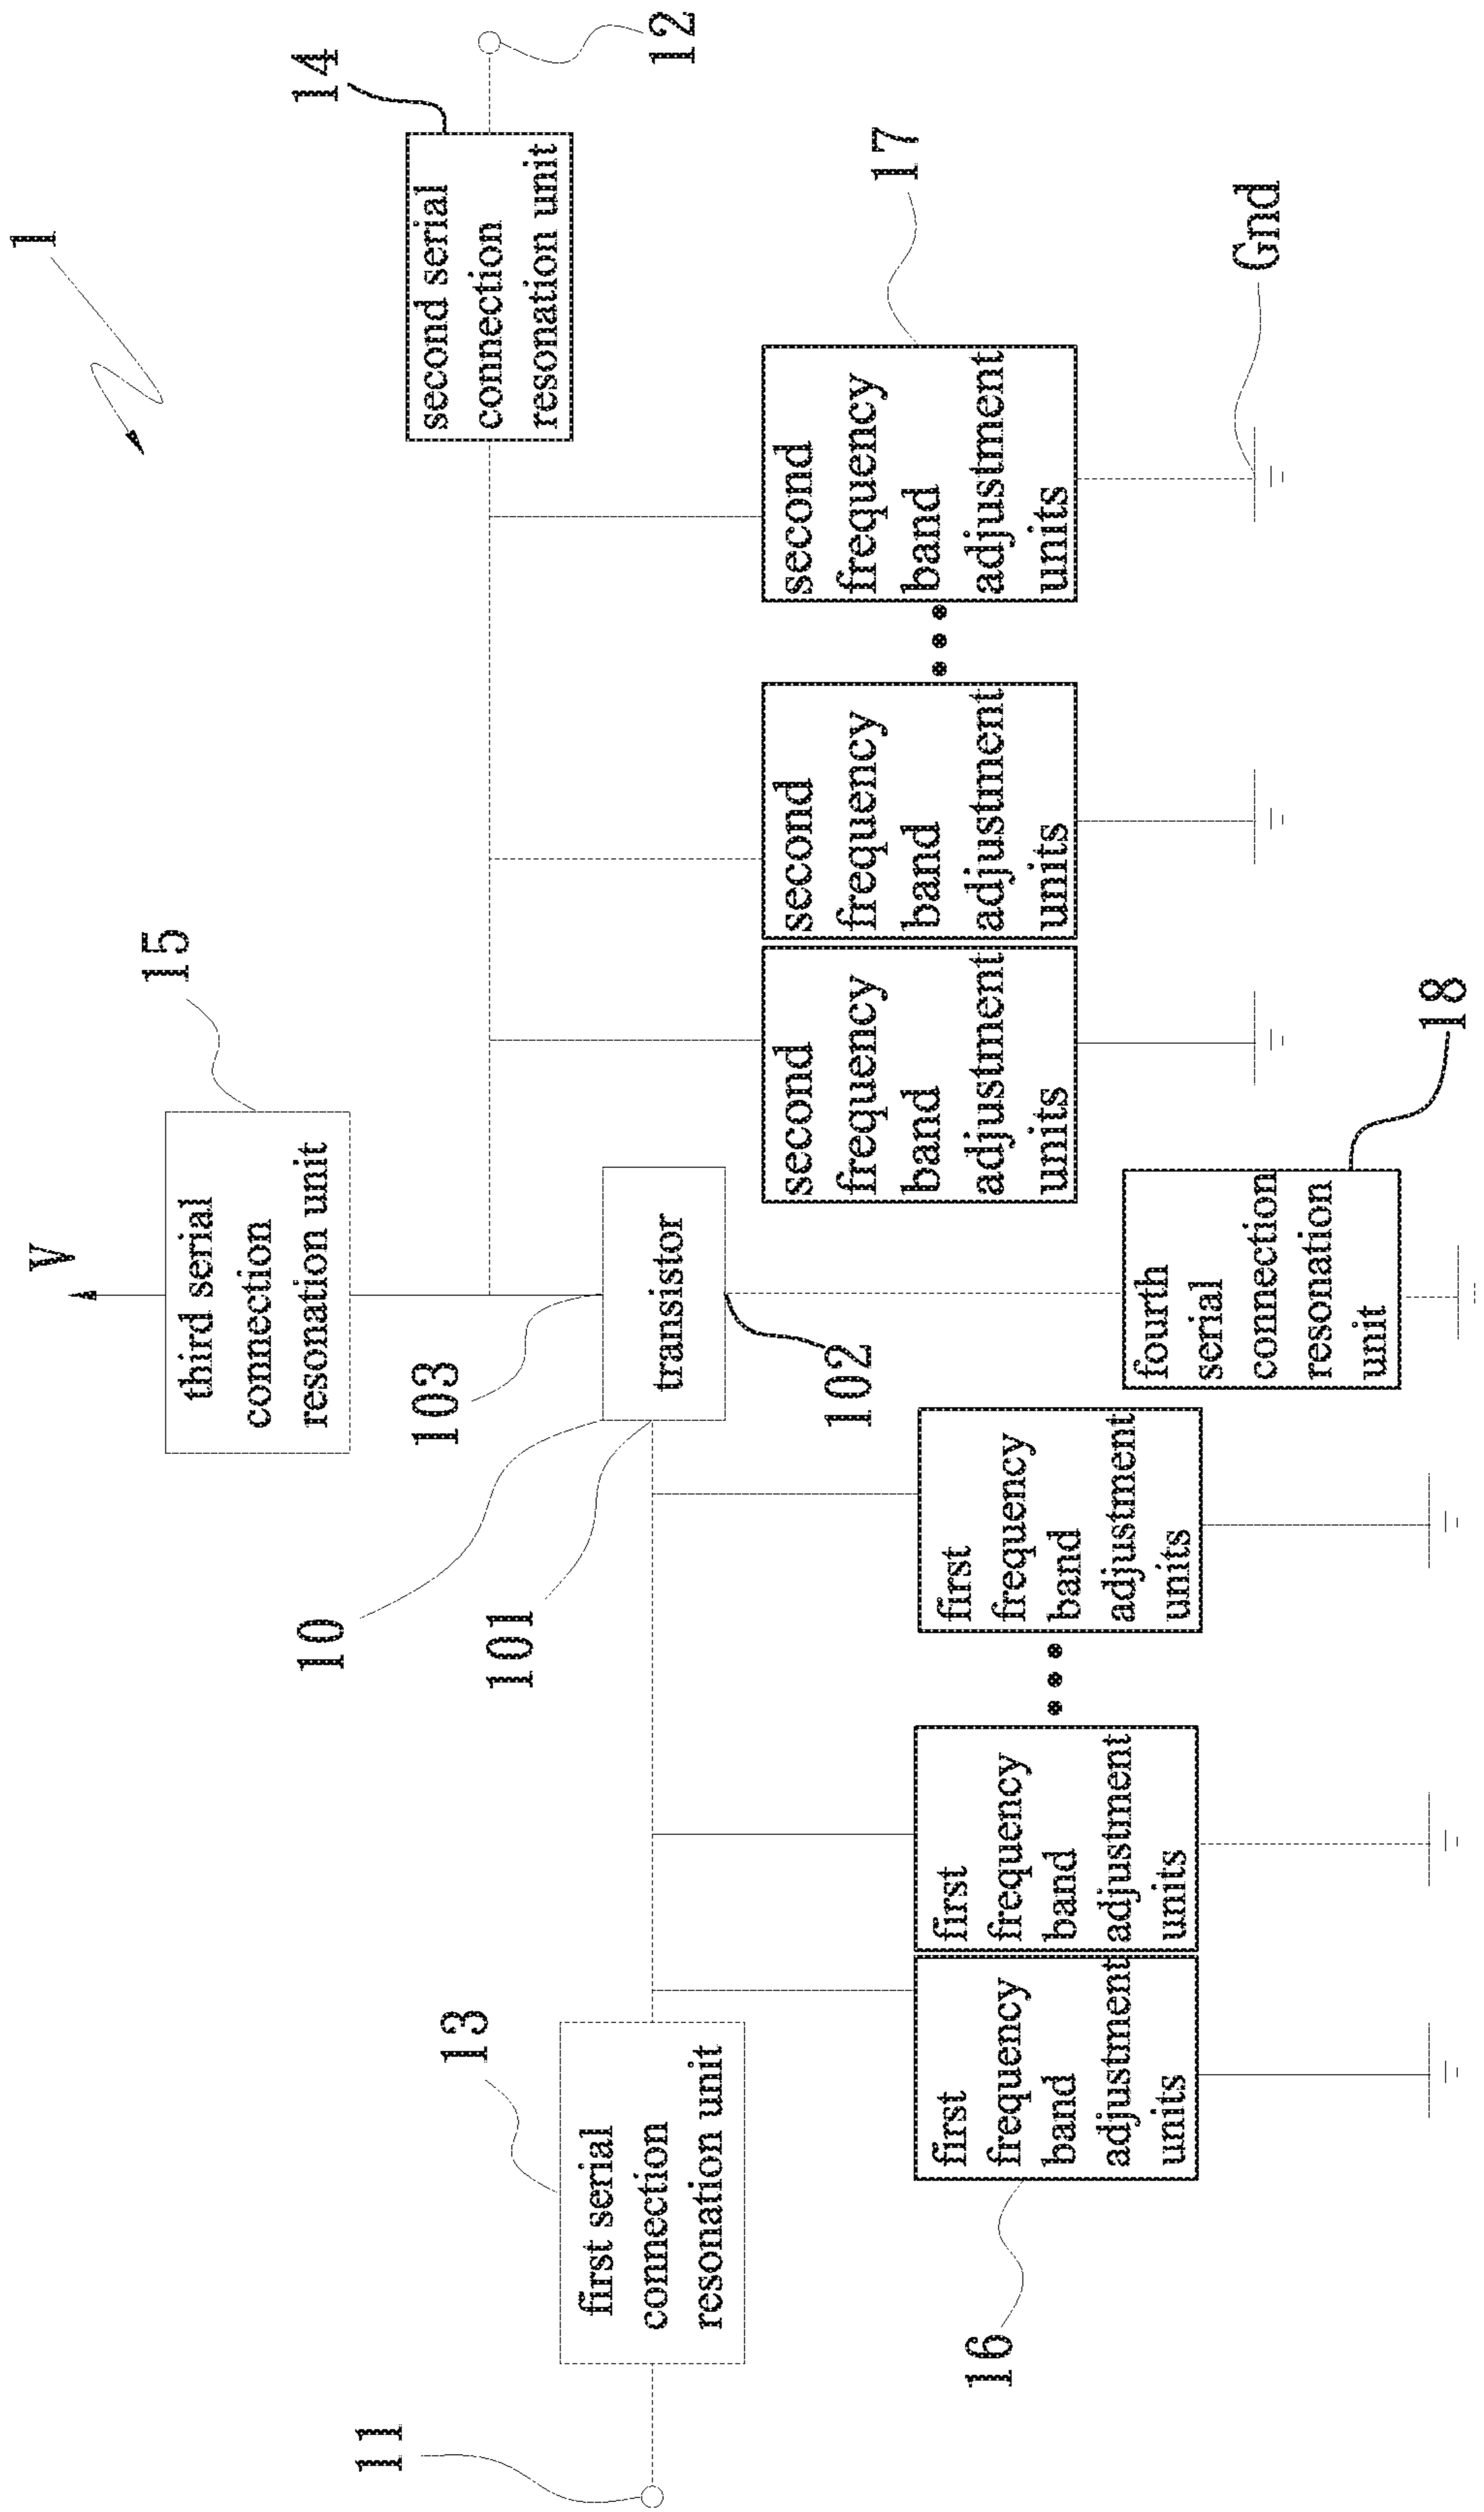 1
V
15
third serial
connection
resonation unit
14
second serial
connection
resonation unit
12
103
10
transistor
101
102
13
first serial
connection
resonation unit
11
17
second
frequency
band
adjustment
units
second
frequency
band
adjustment
units
•••
second
frequency
band
adjustment
units
Gnd
16
first
frequency
band
adjustment
units
first
frequency
band
adjustment
units
•••
first
frequency
band
adjustment
units
fourth
serial
connection
resonation
unit
18